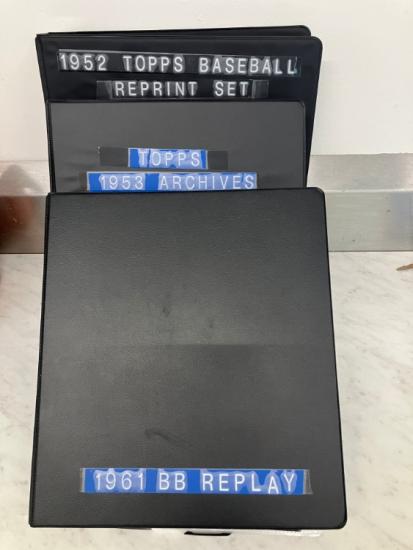 1952 TOPPS BASEBALL
REPRINT SET
TOPPS
1953 ARCHIVES
1961 BB REPLAY